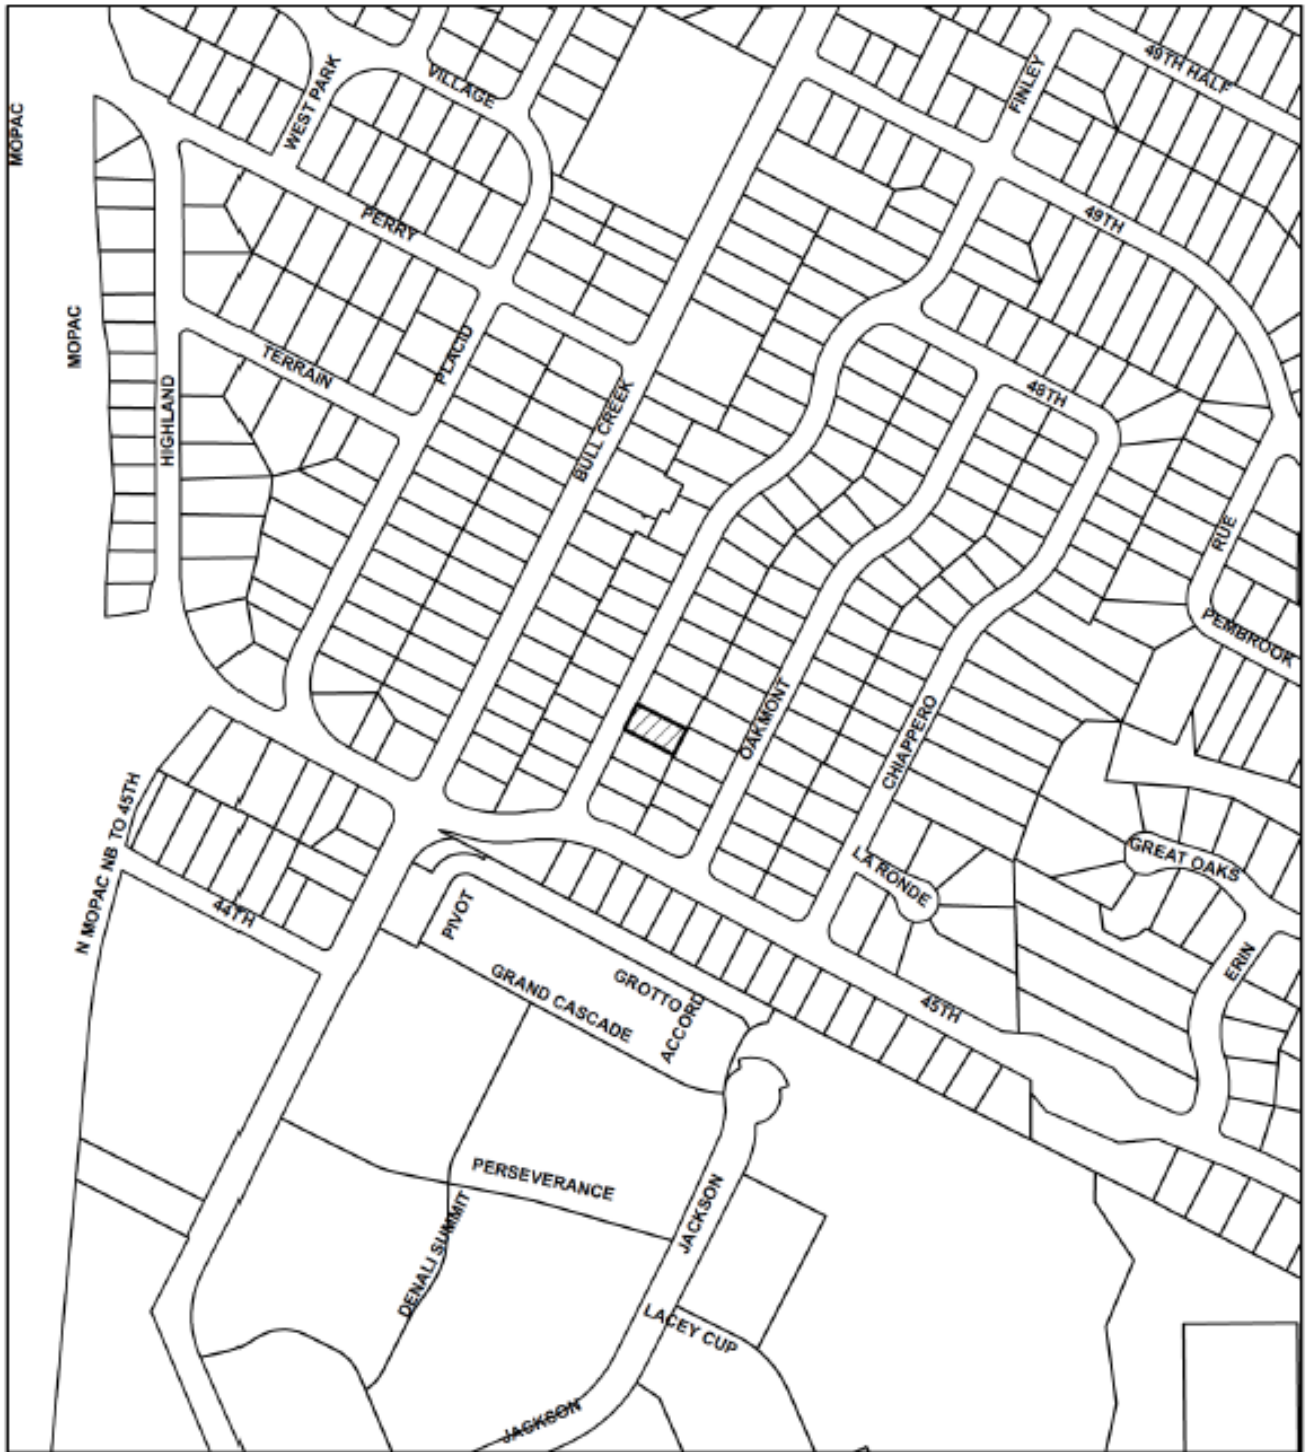 49TH HALF
FINLEY
VILLAGE
WEST PARK
MOPAC
PERRY
49TH
MOPAC
PLACID
TERRAIN
48TH
HIGHLAND
BULL CREEK
RUE
PEMBROOK
OAKMONT
CHIAPPERO
N MOPAC NB TO 45TH
GREAT OAKS
LA RONDE
44TH
PIVOT
ERIN
GROTTO
GRAND CASCADE
ACCORD
45TH
PERSEVERANCE
JACKSON
DENALI SUMMIT
LACEY CUP
JACKSON